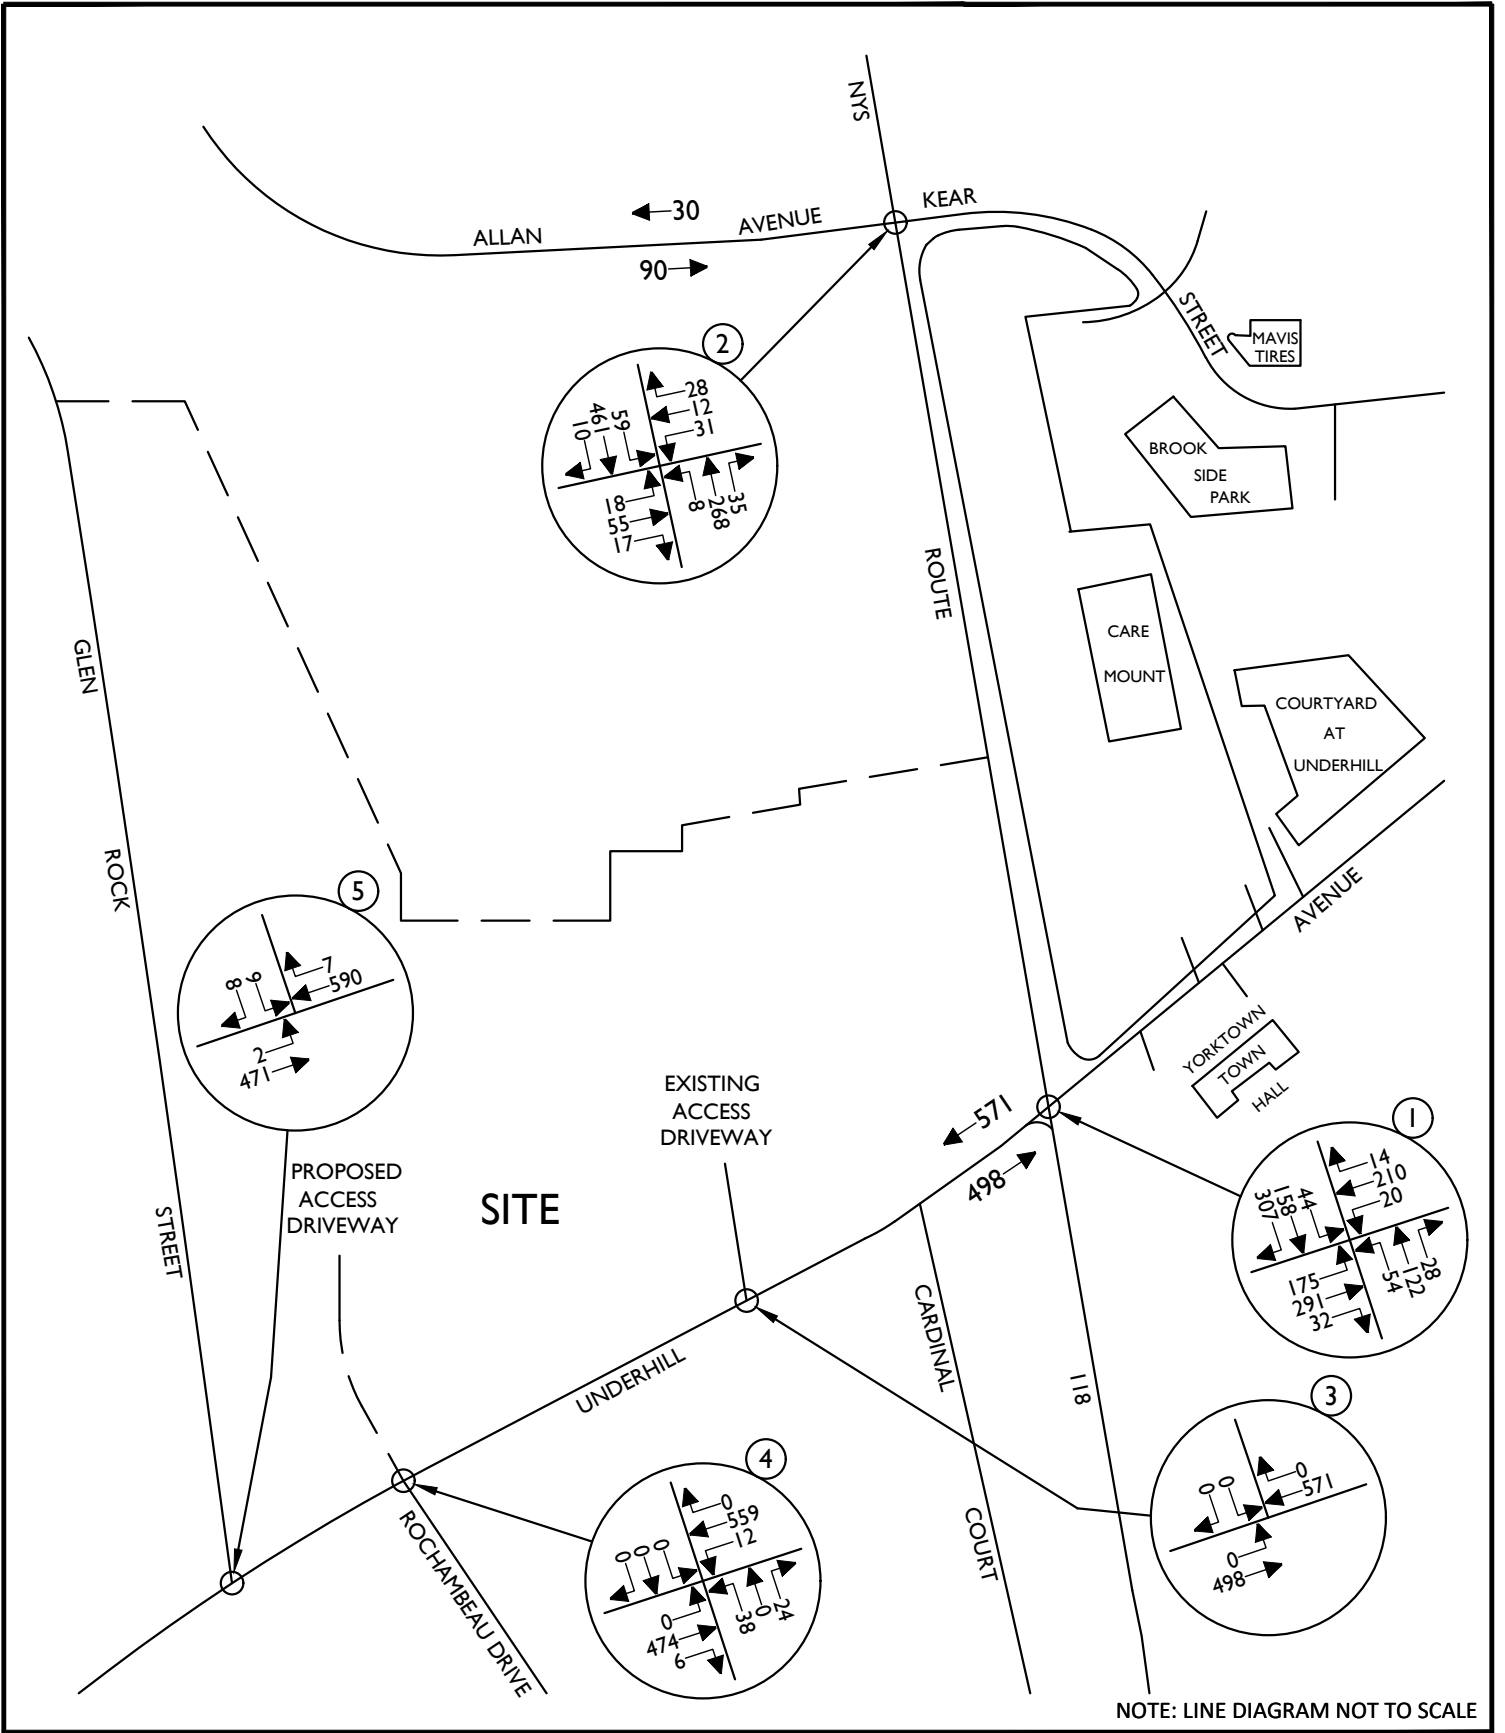 NYS
KEAR
30
ALLAN
AVENUE
90
STREET
MAVIS
TIRES
2
28
12
31
59
461
10
18
55
17
8
268
35
BROOK
SIDE
PARK
ROUTE
CARE
MOUNT
GLEN
COURTYARD
AT
UNDERHILL
ROCK
5
7
590
9
8
2
471
AVENUE
YORKTOWN
TOWN
HALL
EXISTING
ACCESS
DRIVEWAY
571
498
1
14
210
20
44
158
307
175
291
32
54
122
28
PROPOSED
ACCESS
DRIVEWAY
SITE
STREET
CARDINAL
UNDERHILL
118
3
0
571
0
0
0
498
4
0
559
12
0
0
0
0
474
6
38
0
24
COURT
ROCHAMBEAU DRIVE
NOTE: LINE DIAGRAM NOT TO SCALE